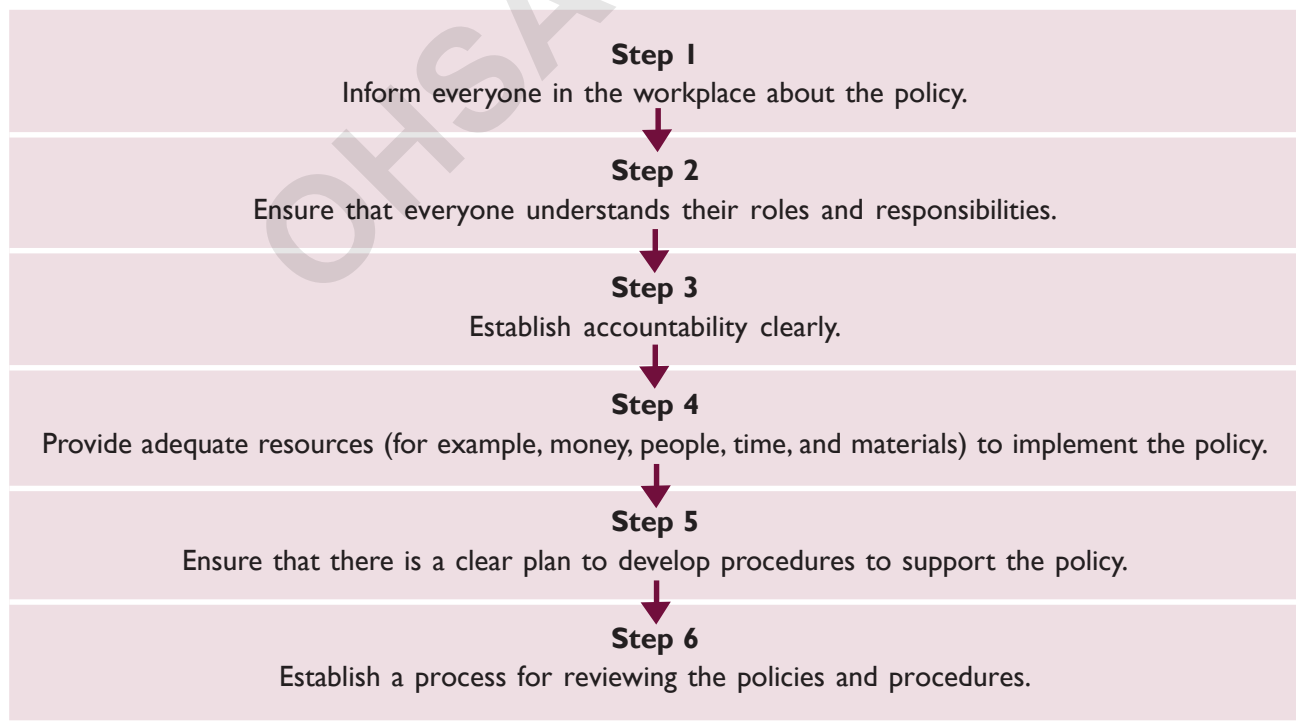 OHSA
Step 1
Inform everyone in the workplace about the policy.
Step 2
Ensure that everyone understands their roles and responsibilities.
Step 3
Establish accountability clearly.
Step 4
Provide adequate resources (for example, money, people, time, and materials) to implement the policy.
Step 5
Ensure that there is a clear plan to develop procedures to support the policy.
Step 6
Establish a process for reviewing the policies and procedures.